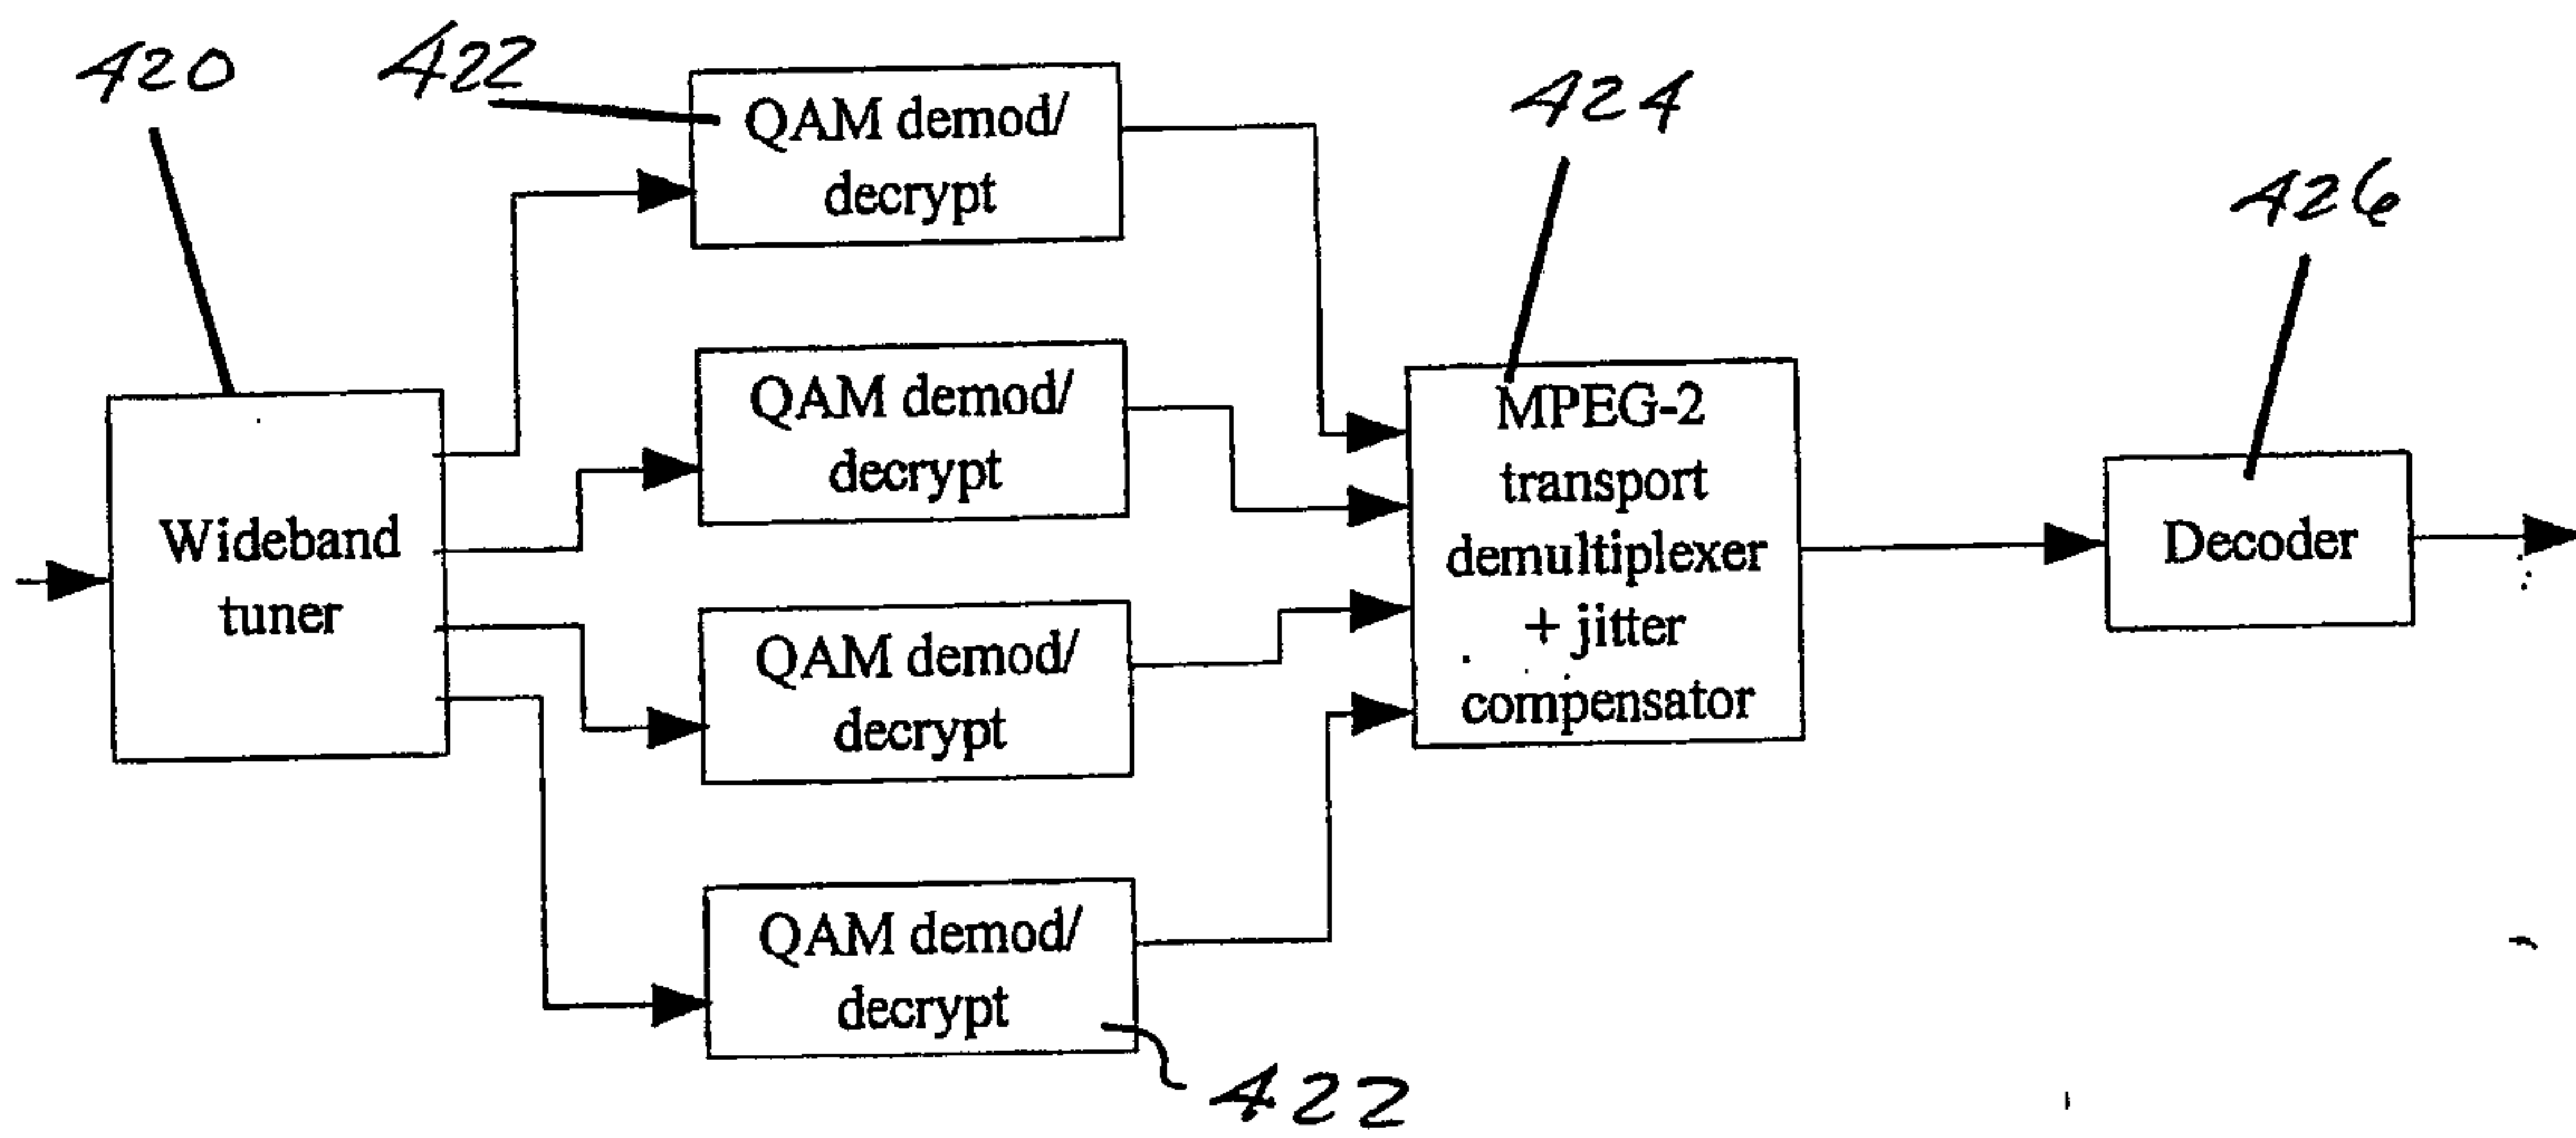 420
422
QAM demod/
decrypt
424
426
QAM demod/
decrypt
MPEG-2
transport
demultiplexer
+ jitter
compensator
Wideband
tuner
Decoder
QAM demod/
decrypt
QAM demod/
decrypt
422